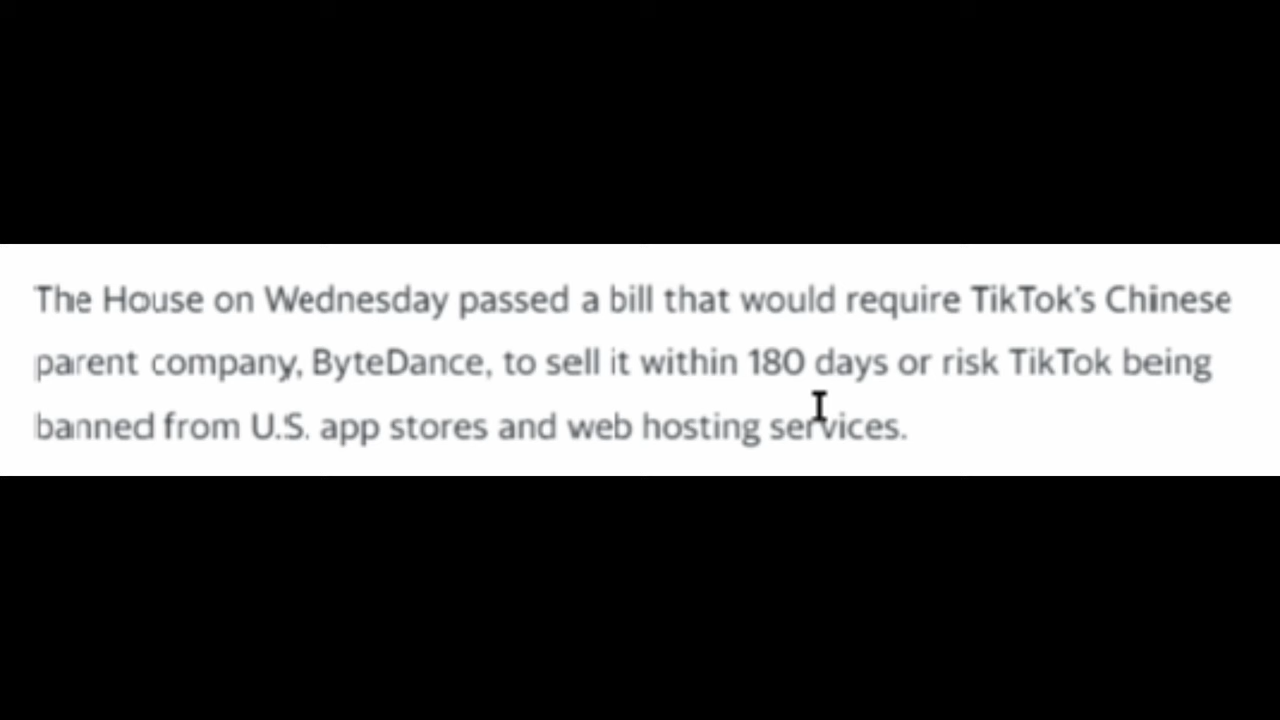 The House on Wednesday passed a bill that would require TikTok's Chinese
parent company, ByteDance, to sell it within 180 days or risk TikTok being
banned from U.S. app stores and web hosting services.